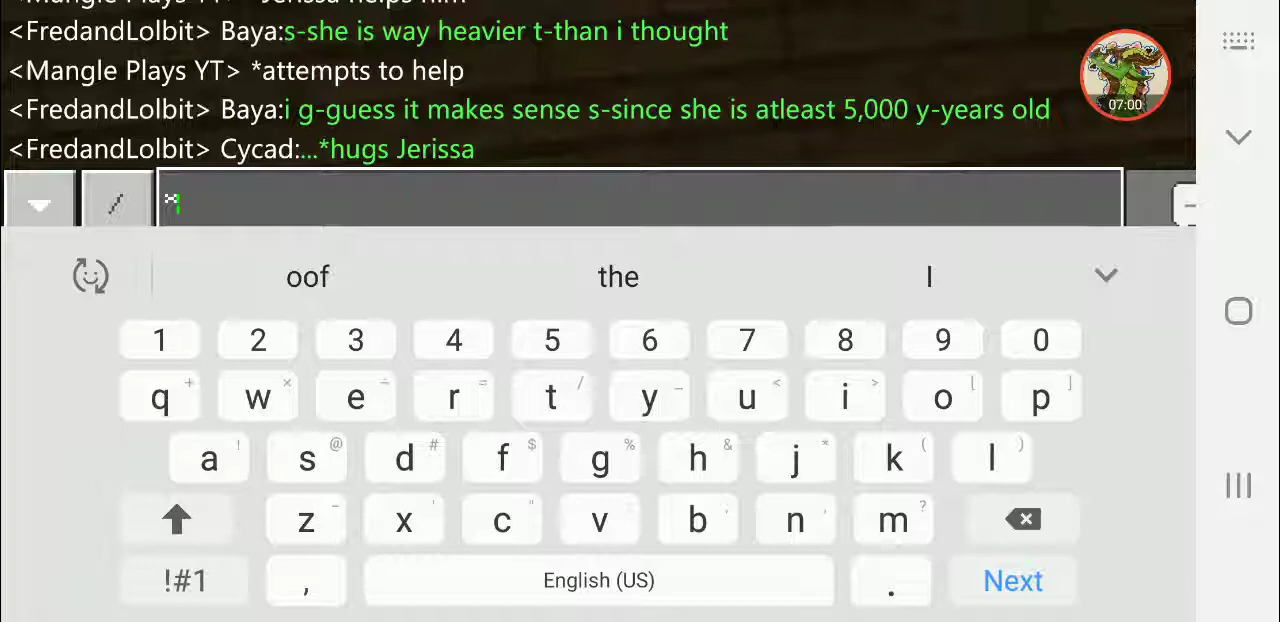 <FredandLolbit> Baya:s-she is way heavier t-than i thought
<Mangle Plays YT> *attempts to help
<FredandLolbit> Baya:i g-guess it makes sense s-since she is atleast 5,000 y-years old
07:00
<FredandLolbit> Cycad:...*hugs Jerissa
/ *
oof the I
1 2 3 4 5 6 7 8 9 0
q + w × e ÷ r = t / y _ u < i > o [ p ]
a ! s @ d # f $ g % h & j * k ( l )
z - x ' c " v : b ; n , m ?
!#1 , English (US) . Next